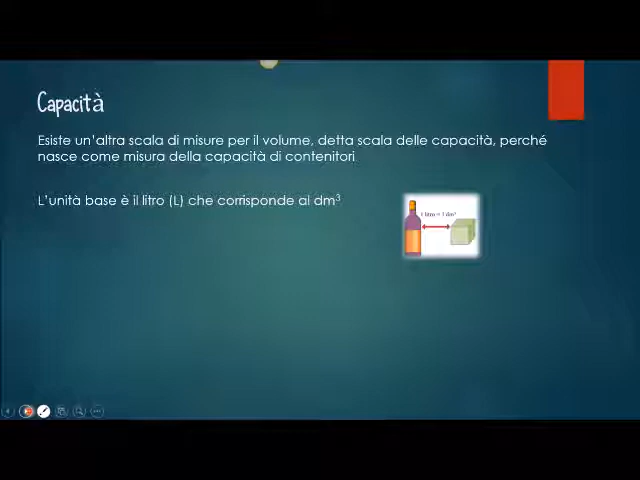 Capacità
Esiste un'altra scala di misure per il volume, detta scala delle capacità, perché
nasce come misura della capacità di contenitori
L'unità base è il litro (L) che corrisponde al dm³
1 litro = 1 dm³